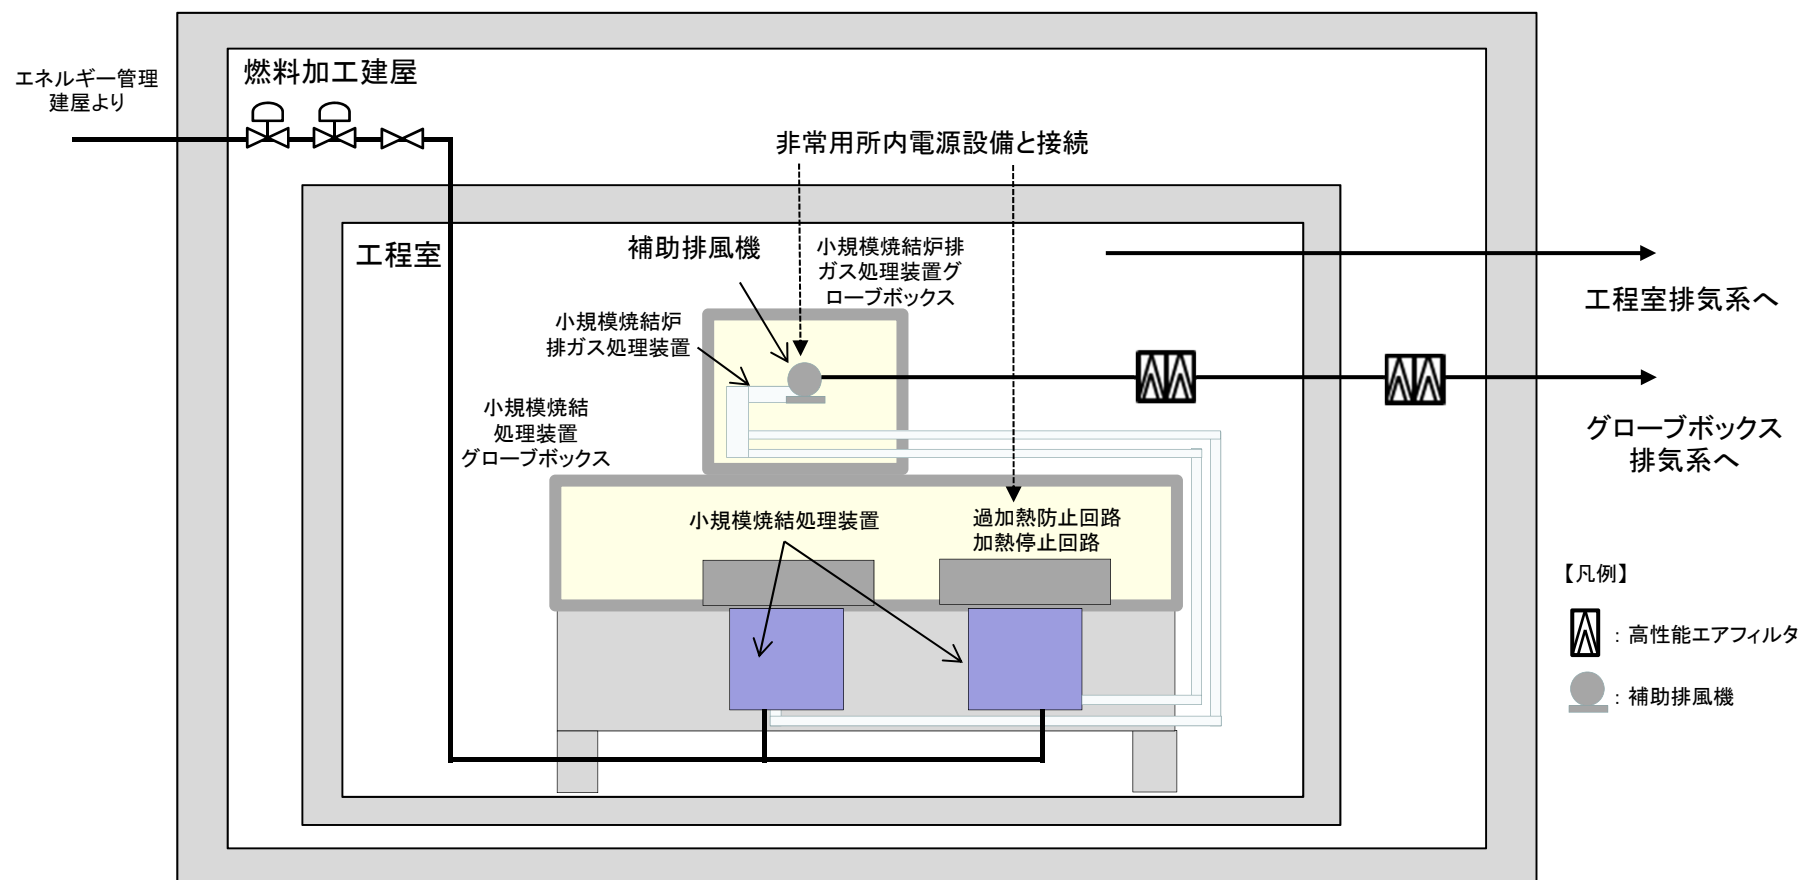 エネルギー管理
建屋より
燃料加工建屋
非常用所内電源設備と接続
工程室
補助排風機
小規模焼結炉排
ガス処理装置グ
ローブボックス
工程室排気系へ
小規模焼結炉
排ガス処理装置
小規模焼結
処理装置
グローブボックス
グローブボックス
排気系へ
小規模焼結処理装置
過加熱防止回路
加熱停止回路
【凡例】
：高性能エアフィルタ
：補助排風機